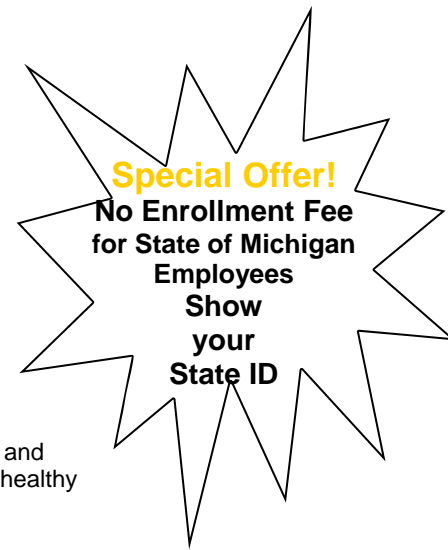 Special Offer!
No Enrollment Fee
for State of Michigan
Employees
Show
your
State ID
and
healthy